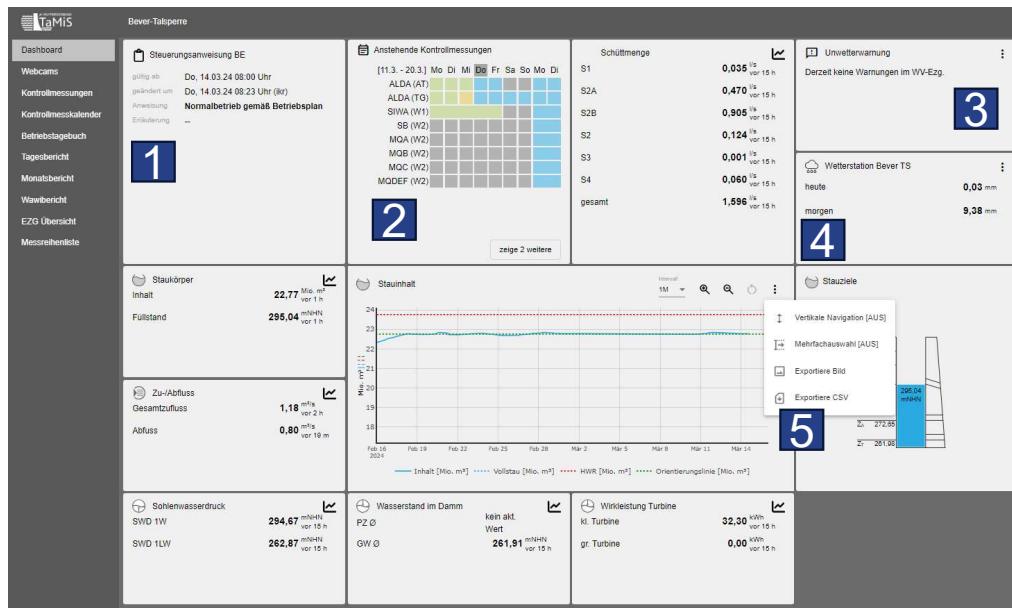 TaMiS
Bever-Talsperre
Dashboard
Webcams
Kontrollmessungen
Kontrollmesskalender
Betriebstagebuch
Tagesbericht
Monatsbericht
Wawibericht
EZG Übersicht
Messreihenliste
Steuerungsanweisung BE
gültig ab Do, 14.03.24 08:00 Uhr
geändert um Do, 14.03.24 08:23 Uhr (ikr)
Anweisung Normalbetrieb gemäß Betriebsplan
Erläuterung --
1
Anstehende Kontrollmessungen
[11.3. - 20.3.] Mo Di Mi Do Fr Sa So Mo Di
ALDA (AT)
ALDA (TG)
SIWA (W1)
SB (W2)
MQA (W2)
MQB (W2)
MQC (W2)
MQDEF (W2)
2
zeige 2 weitere
Schüttmenge
S1 0,035 l/s vor 15 h
S2A 0,470 l/s vor 15 h
S2B 0,905 l/s vor 15 h
S2 0,124 l/s vor 15 h
S3 0,001 l/s vor 15 h
S4 0,060 l/s vor 15 h
gesamt 1,596 l/s vor 15 h
Unwetterwarnung
Derzeit keine Warnungen im WV-Ezg.
3
Wetterstation Bever TS
heute 0,03 mm
morgen 9,38 mm
4
Staukörper
Inhalt 22,77 Mio. m³ vor 1 h
Füllstand 295,04 mNHN vor 1 h
Zu-/Abfluss
Gesamtzufluss 1,18 m³/s vor 2 h
Abfuss 0,80 m³/s vor 19 m
Stauinhalt
Intervall
1M
24
23
22
21
20
19
18
Mio. m³
Feb 16 Feb 19 Feb 22 Feb 25 Feb 28 Mär 2 Mär 5 Mär 8 Mär 11 Mär 14
2024
Inhalt [Mio. m³] Vollstau [Mio. m³] HWR [Mio. m³] Orientierungslinie [Mio. m³]
Vertikale Navigation [AUS]
Mehrfachauswahl [AUS]
Exportiere Bild
Exportiere CSV
5
Stauziele
295,04
mNHN
272,65
261,98
Sohlenwasserdruck
SWD 1W 294,67 mNHN vor 15 h
SWD 1LW 262,87 mNHN vor 15 h
Wasserstand im Damm
PZ Ø kein akt. Wert
GW Ø 261,91 mNHN vor 15 h
Wirkleistung Turbine
kl. Turbine 32,30 kWh vor 15 h
gr. Turbine 0,00 kWh vor 15 h